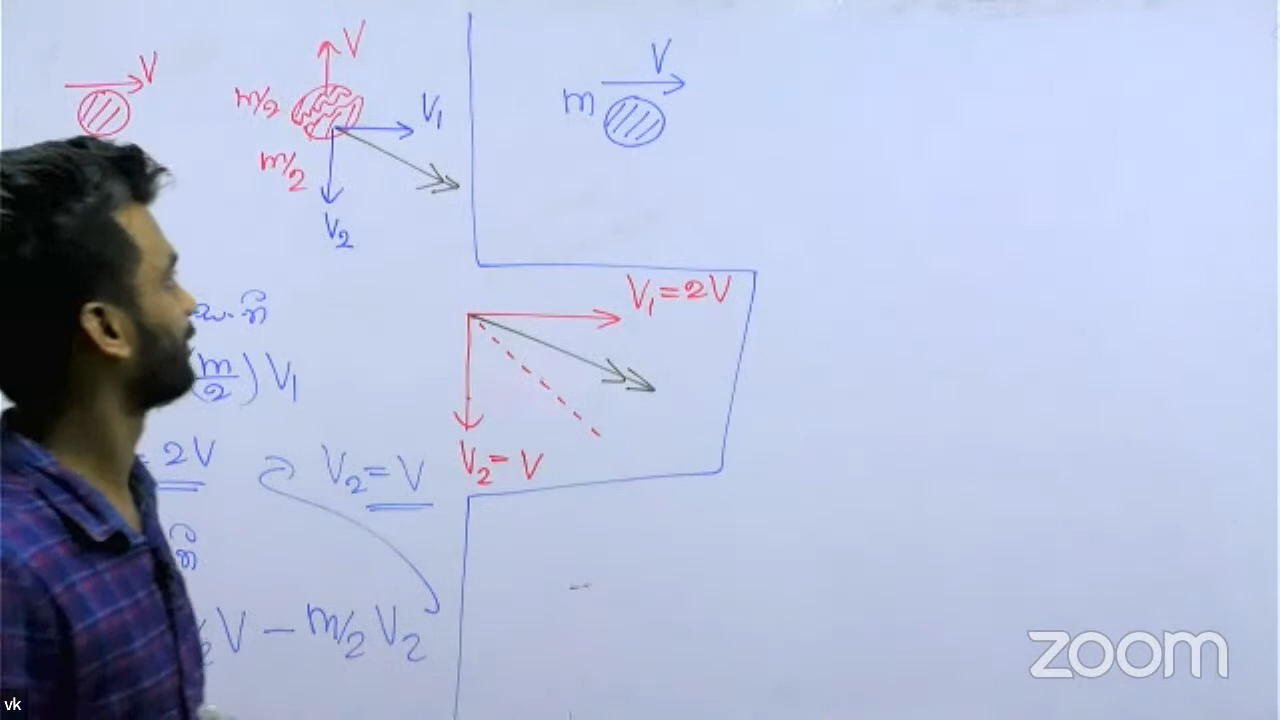 V
V
V
m
m/2
V₁
m/2
V₂
V₁=2V
m/2 ) V₁
= 2V
V₂= V
V₂= V
V − m/2 V₂
zoom
vk